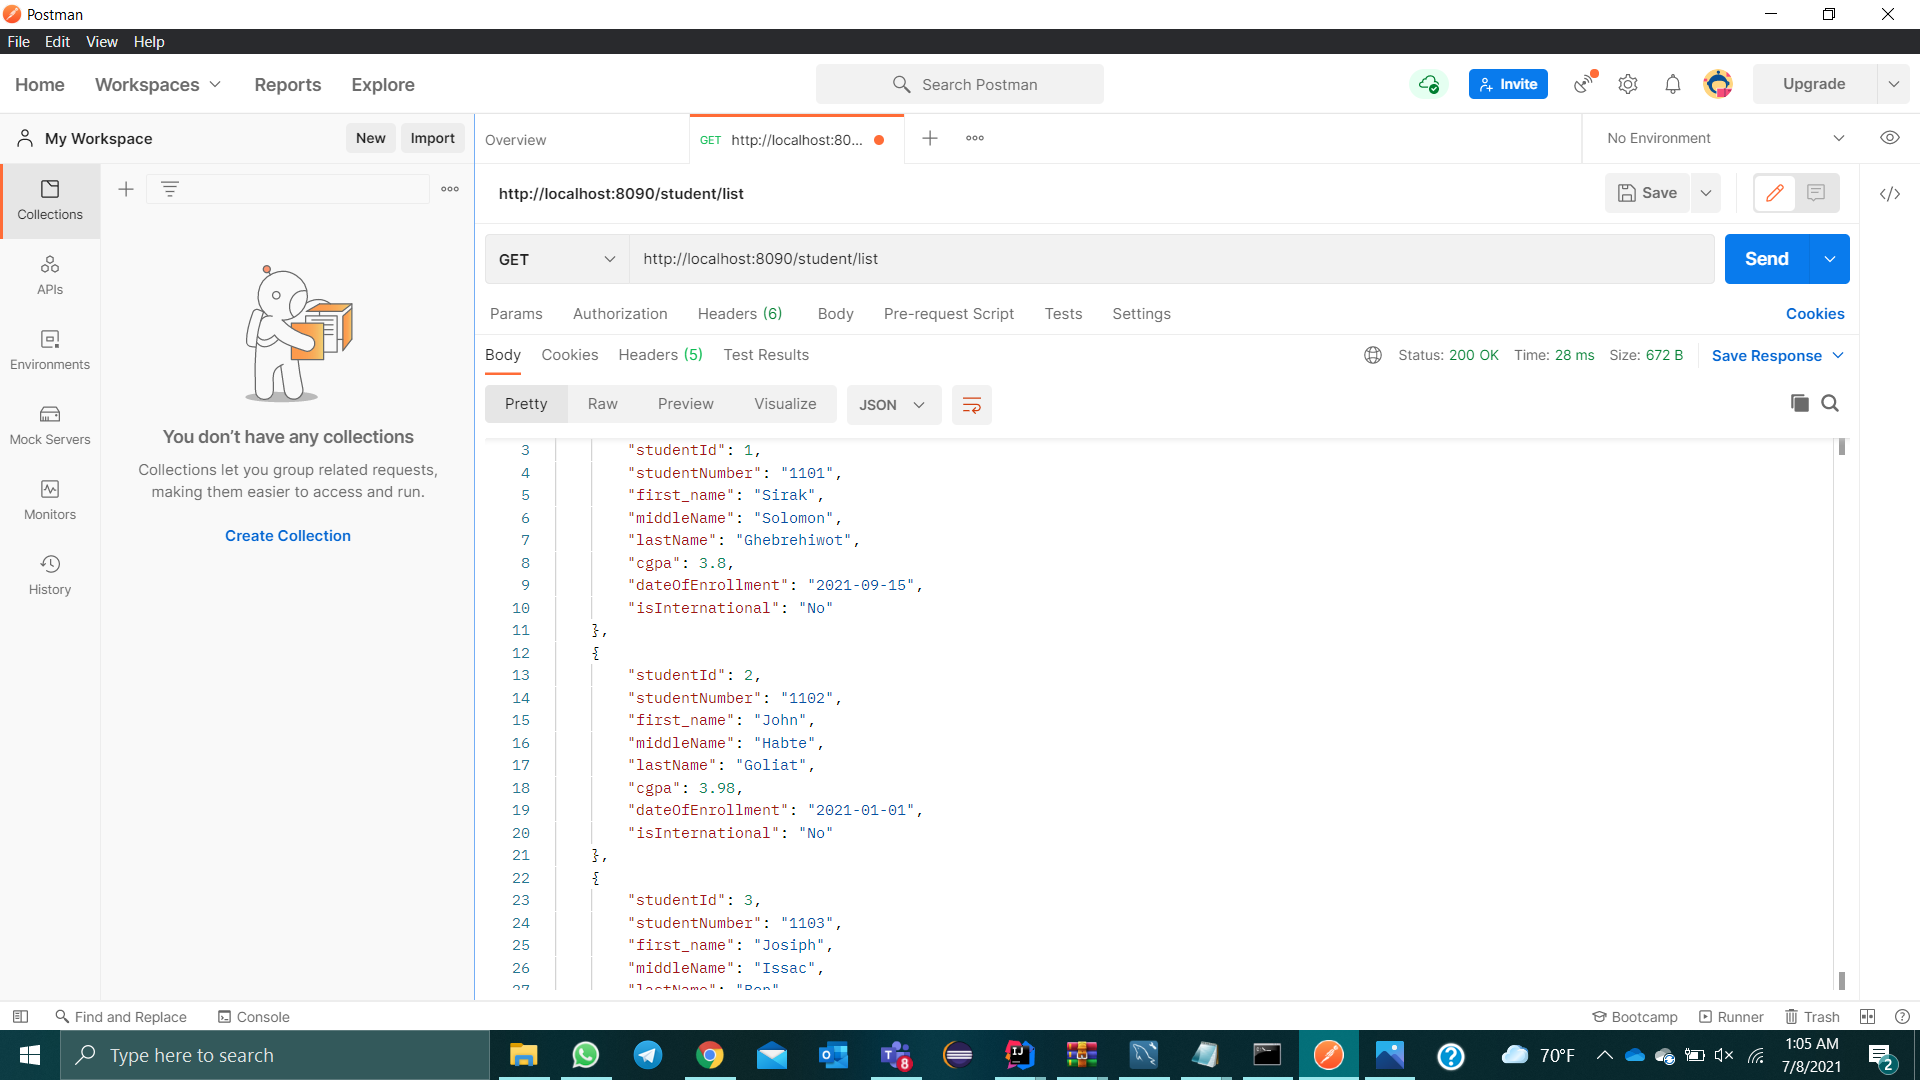 Postman
File Edit View Help
Home Workspaces Reports Explore
Search Postman
Invite
Upgrade
My Workspace
New Import
Overview
GET http://localhost:80...
No Environment
Collections
APIs
Environments
Mock Servers
Monitors
History
You don’t have any collections
Collections let you group related requests,
making them easier to access and run.
Create Collection
http://localhost:8090/student/list
Save
GET http://localhost:8090/student/list
Send
Params Authorization Headers (6) Body Pre-request Script Tests Settings Cookies
Body Cookies Headers (5) Test Results
Status: 200 OK Time: 28 ms Size: 672 B Save Response
Pretty Raw Preview Visualize JSON
3 "studentId": 1,
4 "studentNumber": "1101",
5 "first_name": "Sirak",
6 "middleName": "Solomon",
7 "lastName": "Ghebrehiwot",
8 "cgpa": 3.8,
9 "dateOfEnrollment": "2021-09-15",
10 "isInternational": "No"
11 },
12 {
13 "studentId": 2,
14 "studentNumber": "1102",
15 "first_name": "John",
16 "middleName": "Habte",
17 "lastName": "Goliat",
18 "cgpa": 3.98,
19 "dateOfEnrollment": "2021-01-01",
20 "isInternational": "No"
21 },
22 {
23 "studentId": 3,
24 "studentNumber": "1103",
25 "first_name": "Josiph",
26 "middleName": "Issac",
27 "lastName":
Find and Replace Console
Bootcamp Runner Trash
Type here to search
8
70°F
1:05 AM
7/8/2021
2